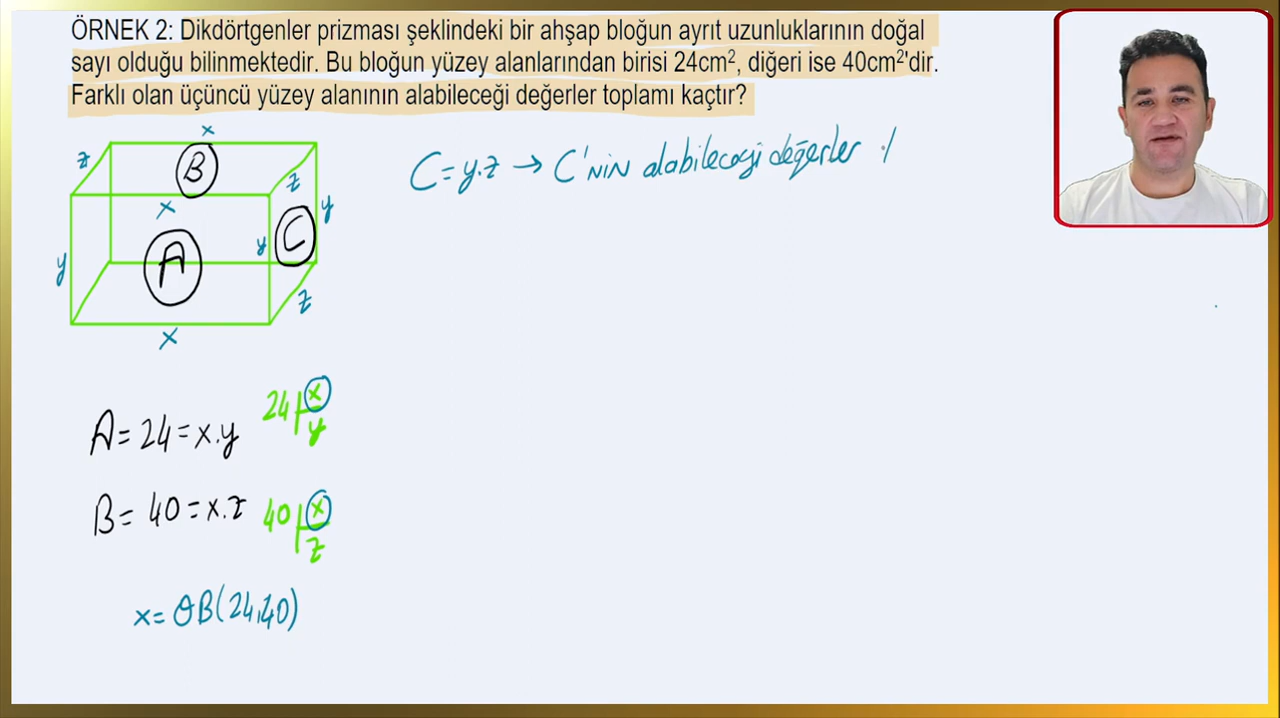 ÖRNEK 2: Dikdörtgenler prizması şeklindeki bir ahşap bloğun ayrıt uzunluklarının doğal
sayı olduğu bilinmektedir. Bu bloğun yüzey alanlarından birisi 24cm², diğeri ise 40cm²'dir.
Farklı olan üçüncü yüzey alanının alabileceği değerler toplamı kaçtır?
C=y.z → C'nin alabileceği değerler /
x
z
B
z
x
y
y
C
A
y
z
x
A=24=x.y
24 x
y
B=40=x.z
40 x
z
x=OB(24,40)